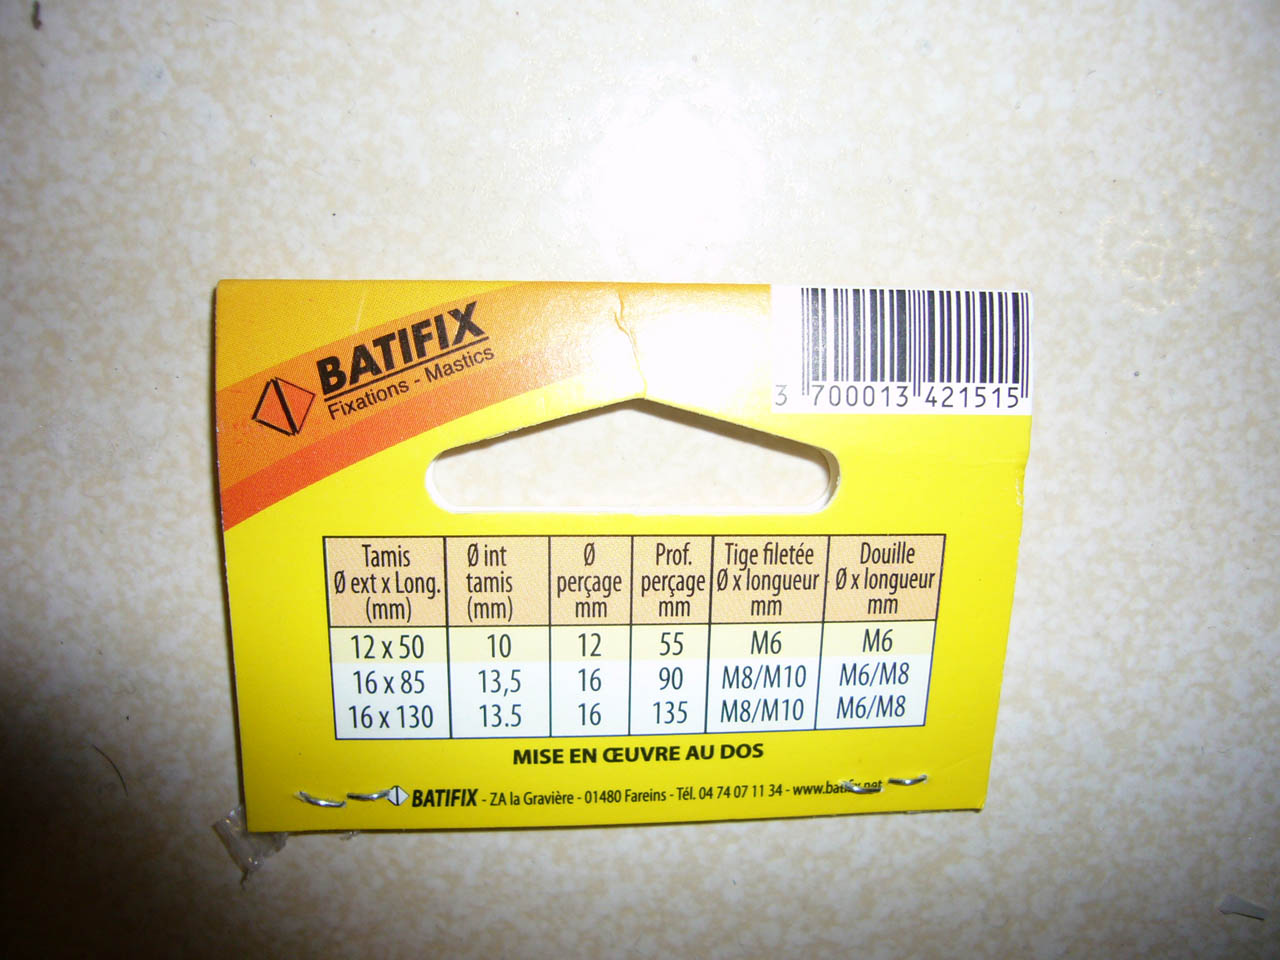 BATIFIX
Fixations - Mastics
3 700013 421515
Tamis Ø ext x Long. (mm) Ø int tamis (mm) Ø perçage mm Prof. perçage mm Tige filetée Ø x longueur mm Douille Ø x longueur mm
12 x 50 10 12 55 M6 M6
16 x 85 13,5 16 90 M8/M10 M6/M8
16 x 130 13.5 16 135 M8/M10 M6/M8
MISE EN ŒUVRE AU DOS
BATIFIX - ZA la Gravière - 01480 Fareins - Tél. 04 74 07 11 34 - www.batifix.net